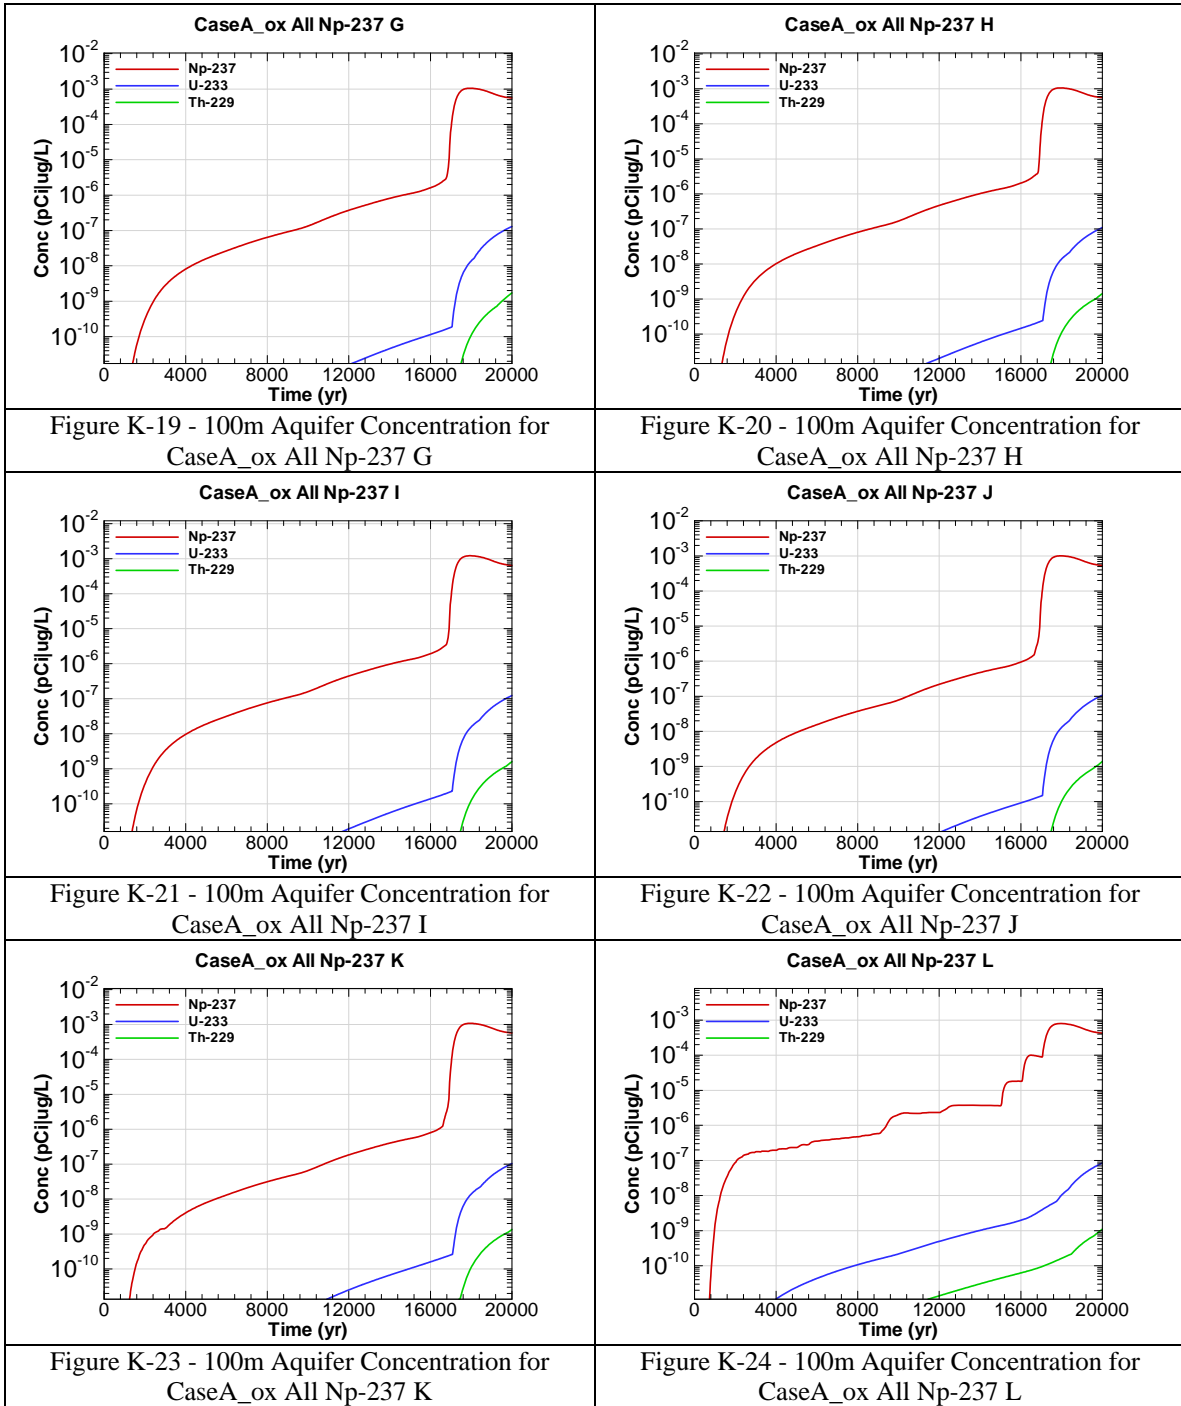 CaseA_ox All Np-237 G
10-2
10-3
10-4
10-5
10-6
10-7
10-8
10-9
10-10
Conc (pCi|ug/L)
Np-237
U-233
Th-229
0 4000 8000 12000 16000 20000
Time (yr)
Figure K-19 - 100m Aquifer Concentration for
CaseA_ox All Np-237 G
CaseA_ox All Np-237 H
10-2
10-3
10-4
10-5
10-6
10-7
10-8
10-9
10-10
Conc (pCi|ug/L)
Np-237
U-233
Th-229
0 4000 8000 12000 16000 20000
Time (yr)
Figure K-20 - 100m Aquifer Concentration for
CaseA_ox All Np-237 H
CaseA_ox All Np-237 I
10-2
10-3
10-4
10-5
10-6
10-7
10-8
10-9
10-10
Conc (pCi|ug/L)
Np-237
U-233
Th-229
0 4000 8000 12000 16000 20000
Time (yr)
Figure K-21 - 100m Aquifer Concentration for
CaseA_ox All Np-237 I
CaseA_ox All Np-237 J
10-2
10-3
10-4
10-5
10-6
10-7
10-8
10-9
10-10
Conc (pCi|ug/L)
Np-237
U-233
Th-229
0 4000 8000 12000 16000 20000
Time (yr)
Figure K-22 - 100m Aquifer Concentration for
CaseA_ox All Np-237 J
CaseA_ox All Np-237 K
10-2
10-3
10-4
10-5
10-6
10-7
10-8
10-9
10-10
Conc (pCi|ug/L)
Np-237
U-233
Th-229
0 4000 8000 12000 16000 20000
Time (yr)
Figure K-23 - 100m Aquifer Concentration for
CaseA_ox All Np-237 K
CaseA_ox All Np-237 L
10-3
10-4
10-5
10-6
10-7
10-8
10-9
10-10
Conc (pCi|ug/L)
Np-237
U-233
Th-229
0 4000 8000 12000 16000 20000
Time (yr)
Figure K-24 - 100m Aquifer Concentration for
CaseA_ox All Np-237 L